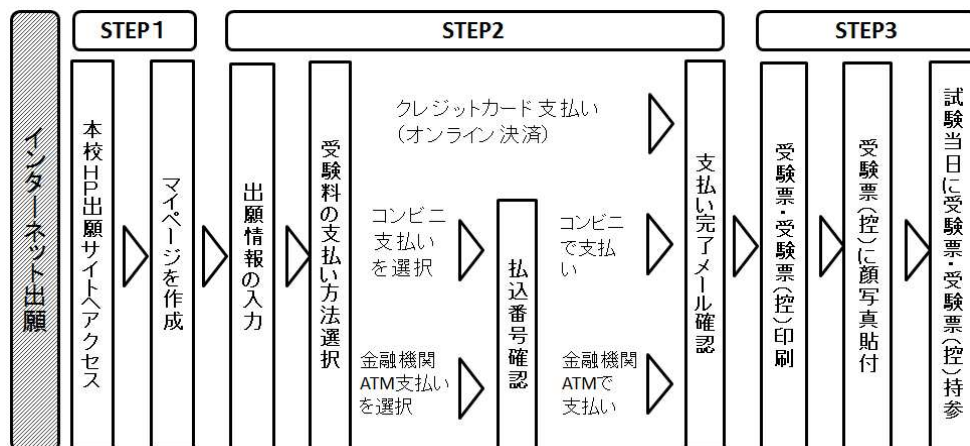 インターネット出願
STEP1
本校HP出願サイトへアクセス
マイページを作成
STEP2
出願情報の入力
受験料の支払い方法選択
クレジットカード支払い
(オンライン決済)
コンビニ
支払い
を選択
金融機関
ATM支払い
を選択
払込番号確認
コンビニ
で支払
い
金融機関
ATMで
支払い
支払い完了メール確認
STEP3
受験票・受験票(控)印刷
受験票(控)に顔写真貼付
試験当日に受験票・受験票(控)持参